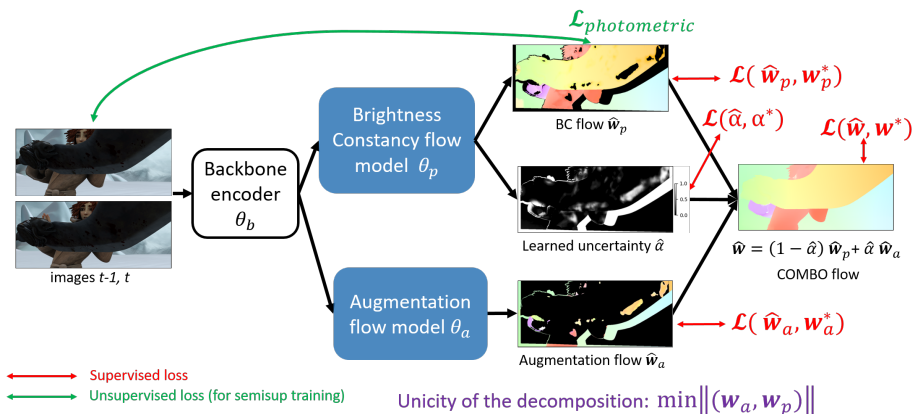 ℒ_photometric
Brightness
Constancy flow
model θ_p
BC flow ŵ_p
ℒ( ŵ_p, w_p^*)
ℒ(α̂, α^*)
ℒ(ŵ, w^*)
Backbone
encoder
θ_b
1.0
0.5
0.0
Learned uncertainty α̂
ŵ = (1 − α̂) ŵ_p + α̂ ŵ_a
COMBO flow
images t-1, t
Augmentation
flow model θ_a
Augmentation flow ŵ_a
ℒ( ŵ_a, w_a^*)
Supervised loss
Unsupervised loss (for semisup training)
Unicity of the decomposition: min‖(w_a, w_p)‖